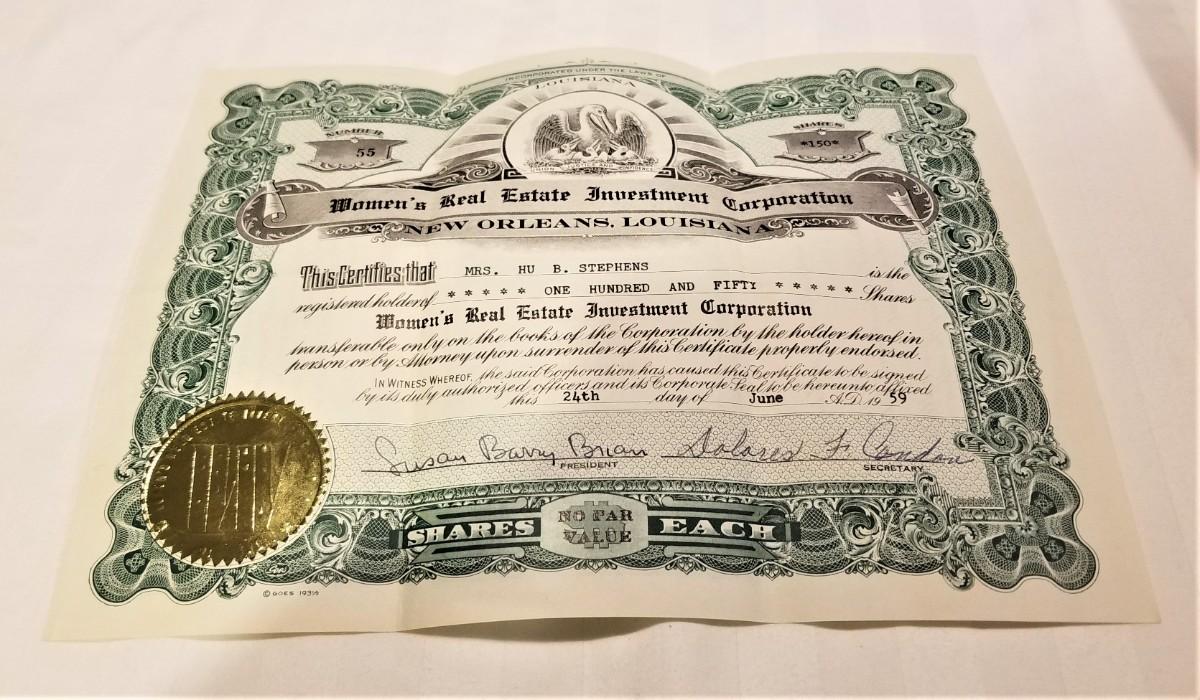 INCORPORATED UNDER THE LAWS OF
LOUISIANA
NUMBER
55
SHARES
*150*
UNION JUSTICE AND CONFIDENCE
Women's Real Estate Investment Corporation
NEW ORLEANS, LOUISIANA
This Certifies that MRS. HU B. STEPHENS is the
registered holder of * * * * * ONE HUNDRED AND FIFTY * * * * * Shares
Women's Real Estate Investment Corporation
transferable only on the books of the Corporation by the holder hereof in
person or by Attorney upon surrender of this Certificate properly endorsed.
IN WITNESS WHEREOF, the said Corporation has caused this Certificate to be signed
by its duly authorized officers and its Corporate Seal to be hereunto affixed
this 24th day of June A.D. 1959
Susan Barry Brian Dolores F. Condon
PRESIDENT SECRETARY
SHARES NO PAR VALUE EACH
© GOES